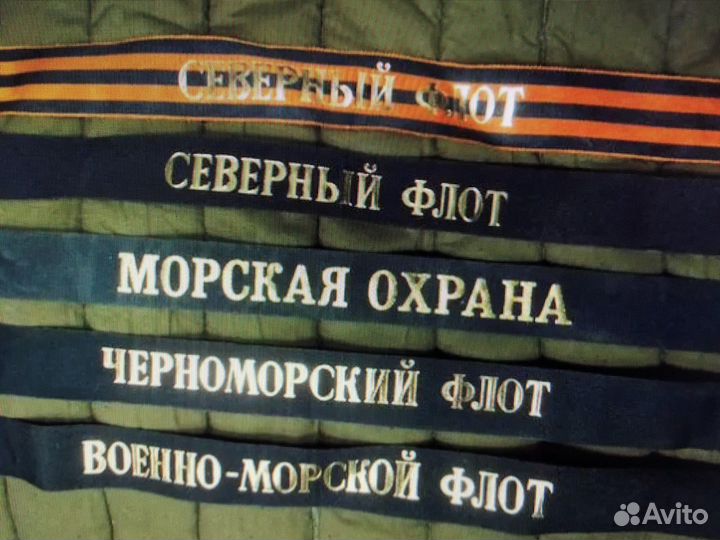 СЕВЕРНЫЙ ФЛОТ
СЕВЕРНЫЙ ФЛОТ
МОРСКАЯ ОХРАНА
ЧЕРНОМОРСКИЙ ФЛОТ
ВОЕННО-МОРСКОЙ ФЛОТ
Avito